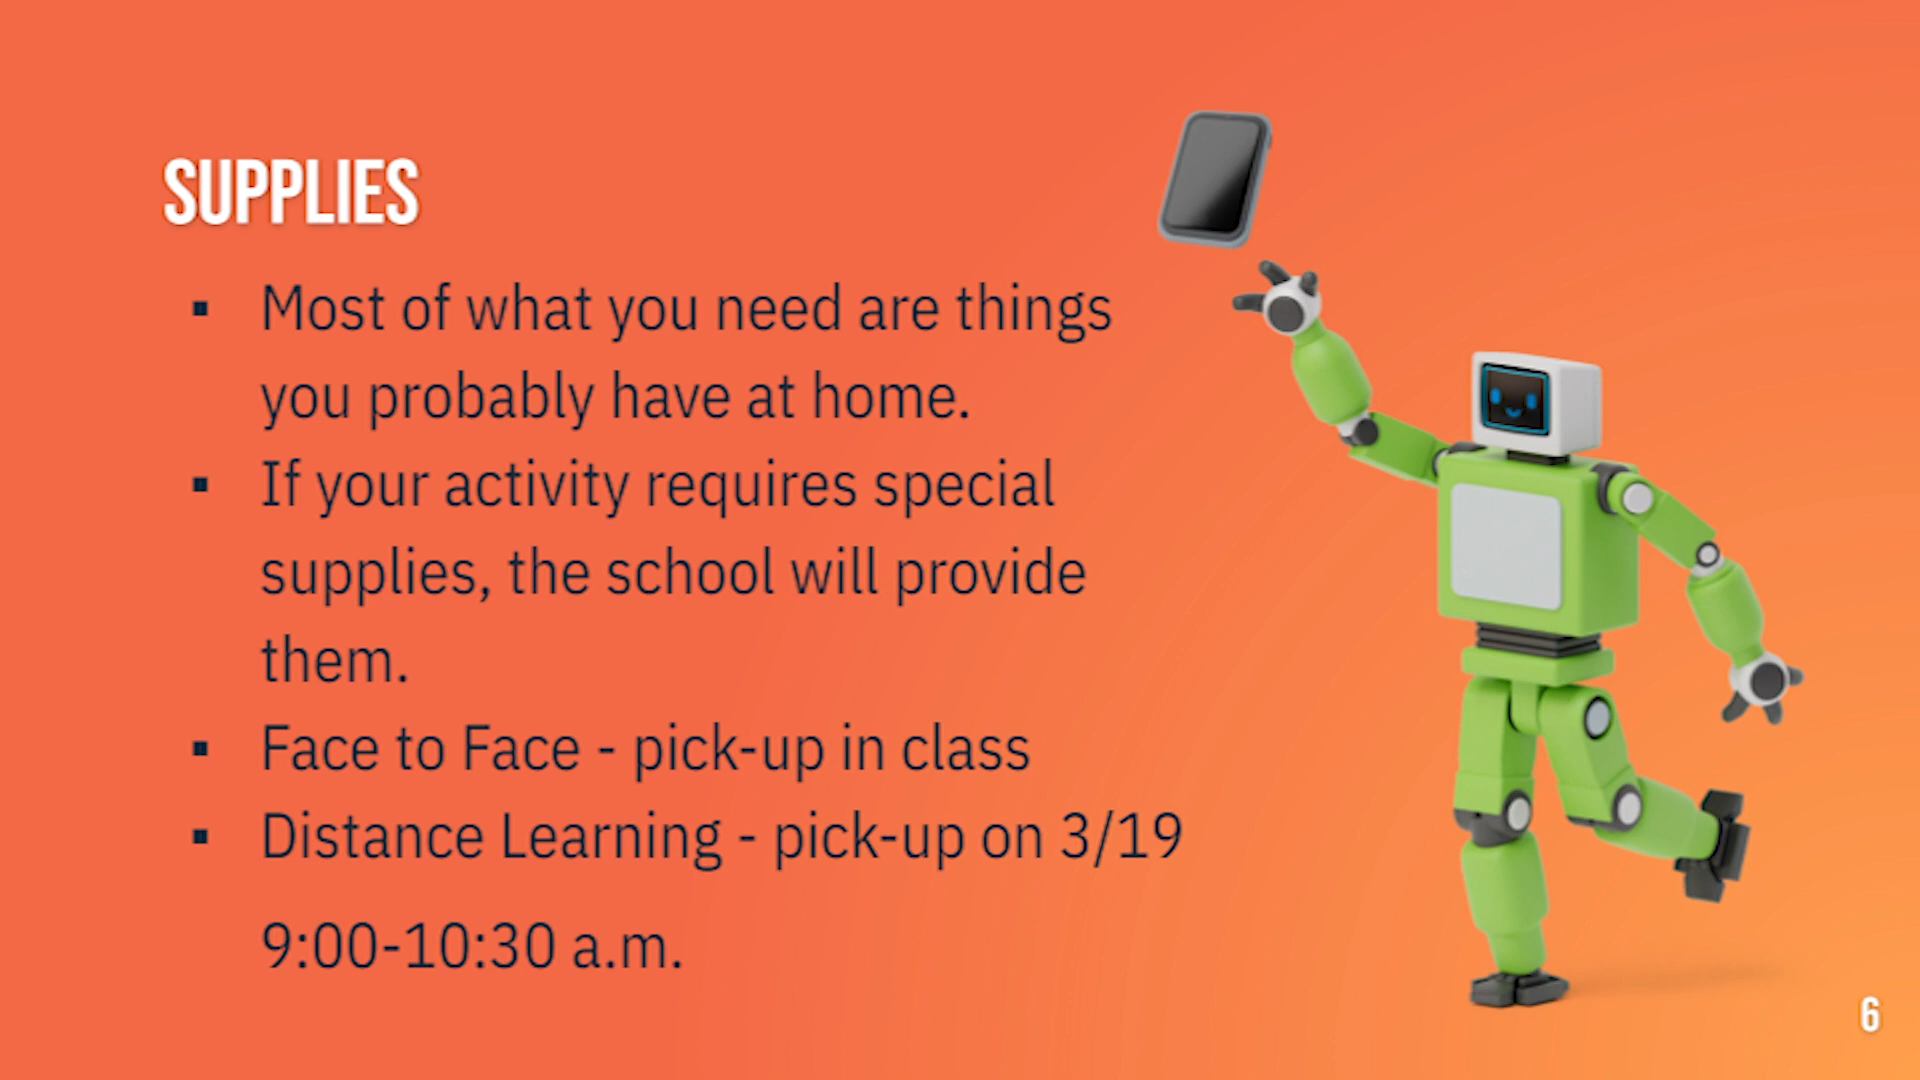 SUPPLIES
▪ Most of what you need are things
you probably have at home.
▪ If your activity requires special
supplies, the school will provide
them.
▪ Face to Face - pick-up in class
▪ Distance Learning - pick-up on 3/19
9:00-10:30 a.m.
6